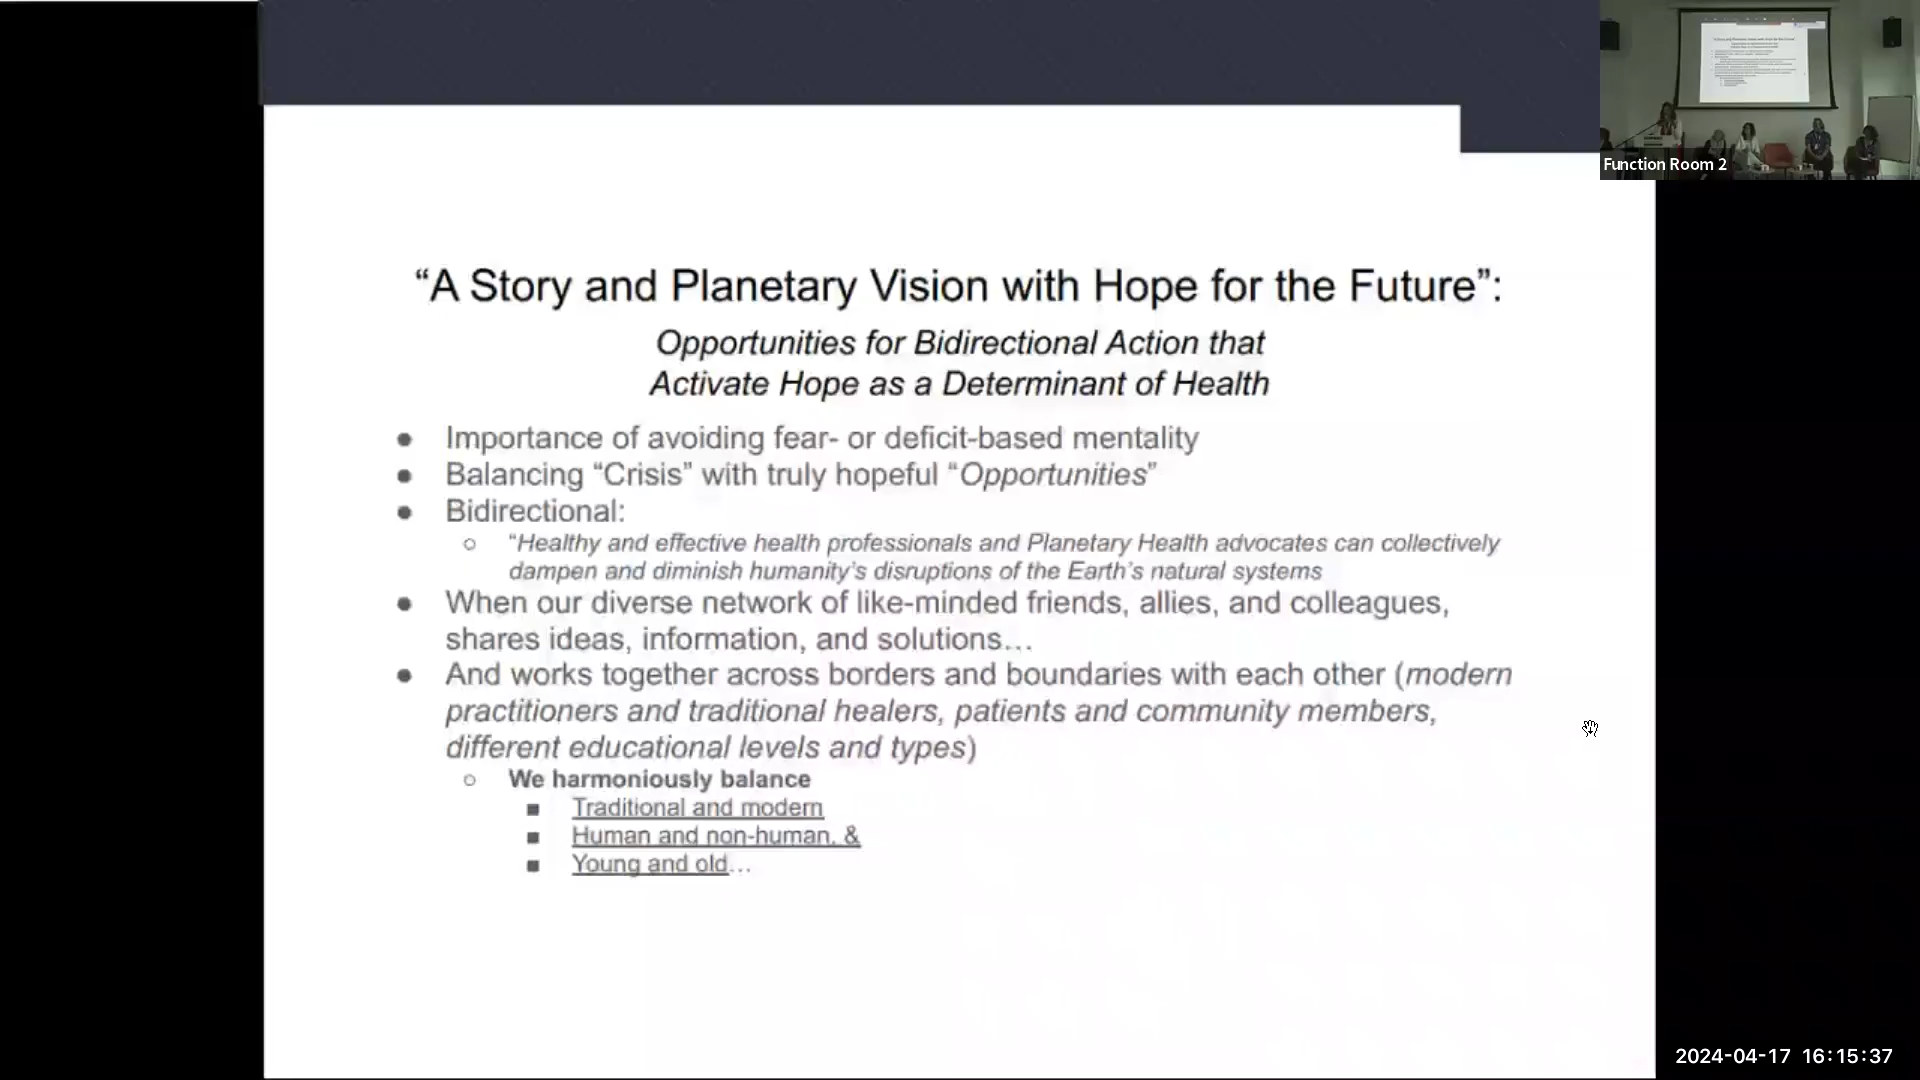 Function Room 2
“A Story and Planetary Vision with Hope for the Future”:
Opportunities for Bidirectional Action that
Activate Hope as a Determinant of Health
● Importance of avoiding fear- or deficit-based mentality
● Balancing “Crisis” with truly hopeful “Opportunities”
● Bidirectional:
○ “Healthy and effective health professionals and Planetary Health advocates can collectively
dampen and diminish humanity’s disruptions of the Earth’s natural systems
● When our diverse network of like-minded friends, allies, and colleagues,
shares ideas, information, and solutions…
● And works together across borders and boundaries with each other (modern
practitioners and traditional healers, patients and community members,
different educational levels and types)
○ We harmoniously balance
■ Traditional and modern
■ Human and non-human, &
■ Young and old…
2024-04-17 16:15:37